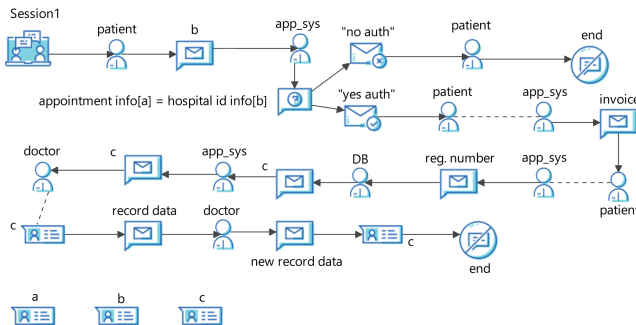 Session1
patient
b
app_sys
"no auth"
patient
end
appointment info[a] = hospital id info[b]
"yes auth"
patient
app_sys
invoice
doctor
c
app_sys
c
DB
reg. number
app_sys
patient
c
record data
doctor
new record data
c
end
a
b
c